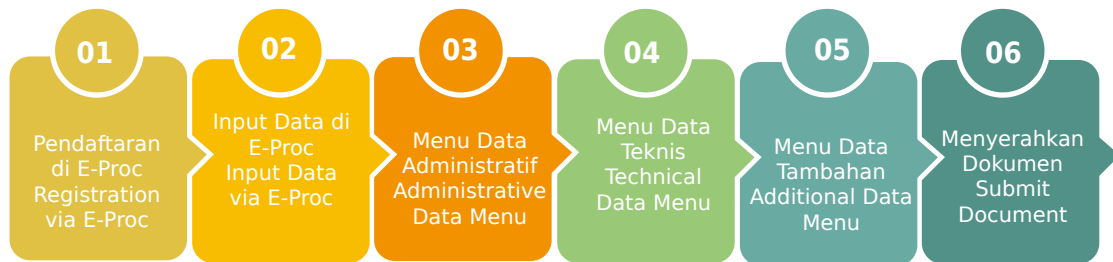 01
Pendaftaran
di E-Proc
Registration
via E-Proc
02
Input Data di
E-Proc
Input Data
via E-Proc
03
Menu Data
Administratif
Administrative
Data Menu
04
Menu Data
Teknis
Technical
Data Menu
05
Menu Data
Tambahan
Additional Data
Menu
06
Menyerahkan
Dokumen
Submit
Document